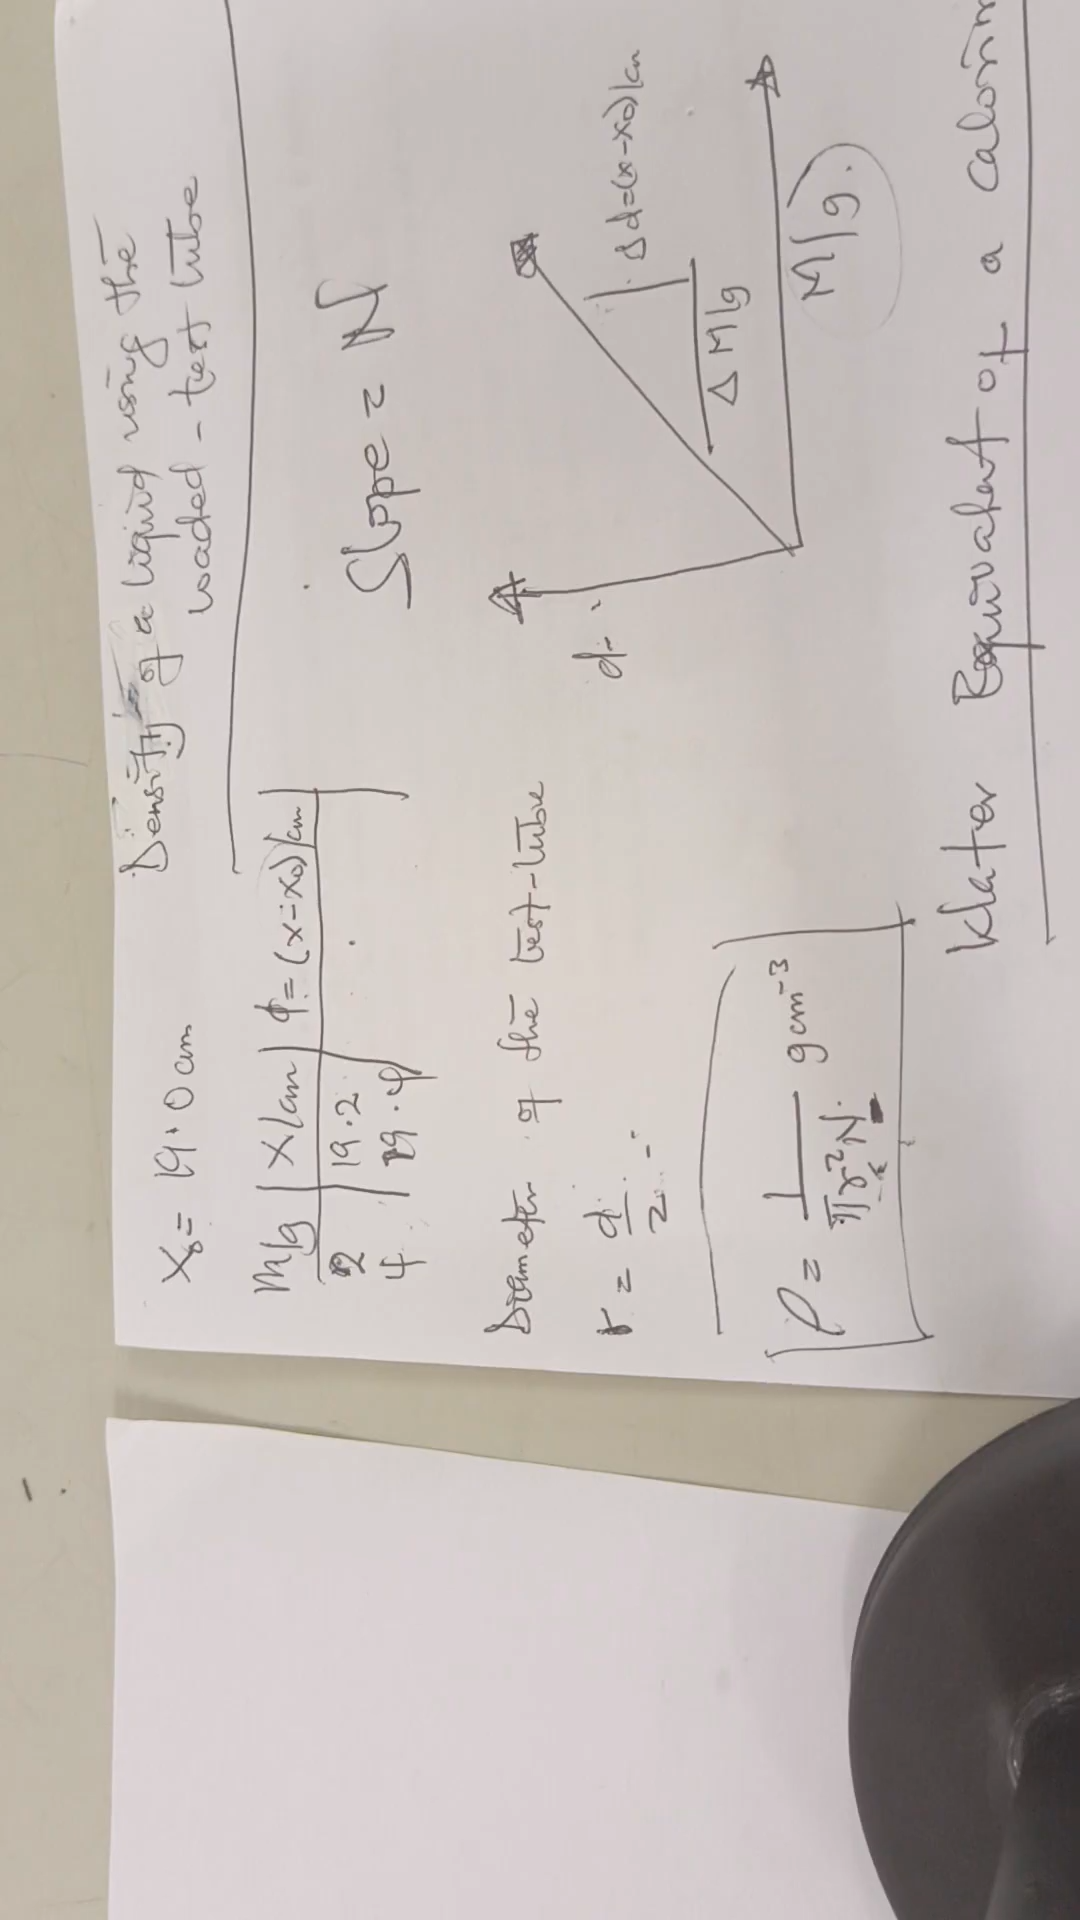 Density of a liquid using the
loaded - test tube
X₀ = 19.0 cm
M/g | X/cm | d = (x-x₀)/cm
2 | 19.2
4 | 19.4
Slope = N
Diameter of the test-tube
r = d/2
d
Δd=(x-x₀)/cm
ΔM/g
M/g.
ρ = 1/πr²N. gcm⁻³
Water Equivalent of a Calorim